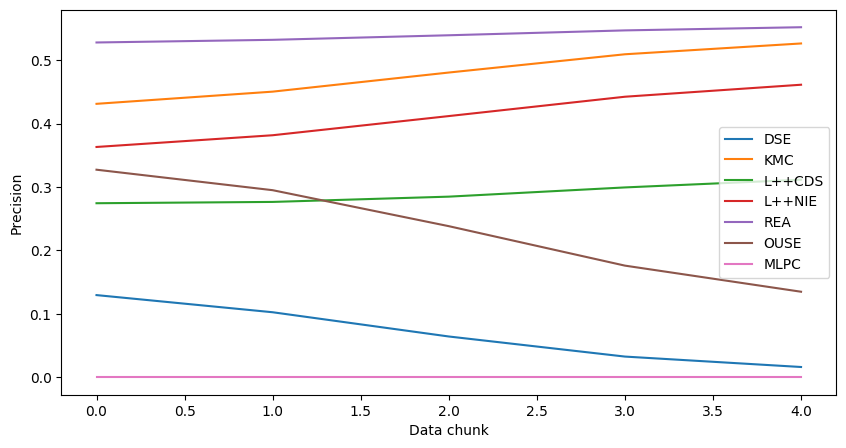 Precision
0.5
0.4
0.3
0.2
0.1
0.0
DSE
KMC
L++CDS
L++NIE
REA
OUSE
MLPC
0.0 0.5 1.0 1.5 2.0 2.5 3.0 3.5 4.0
Data chunk